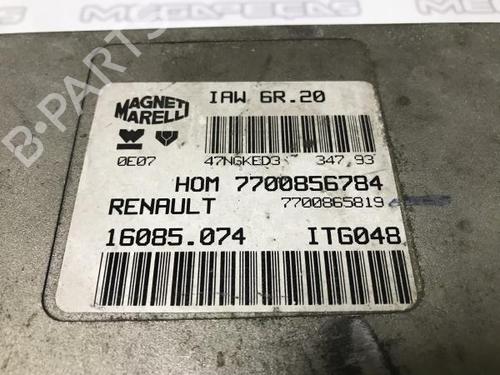 MAGNETI MARELLI
IAW 6R.20
0E07
47NGKED3 347.93
HOM 7700856784
RENAULT 7700865819
16085.074 ITG048
B-PARTS